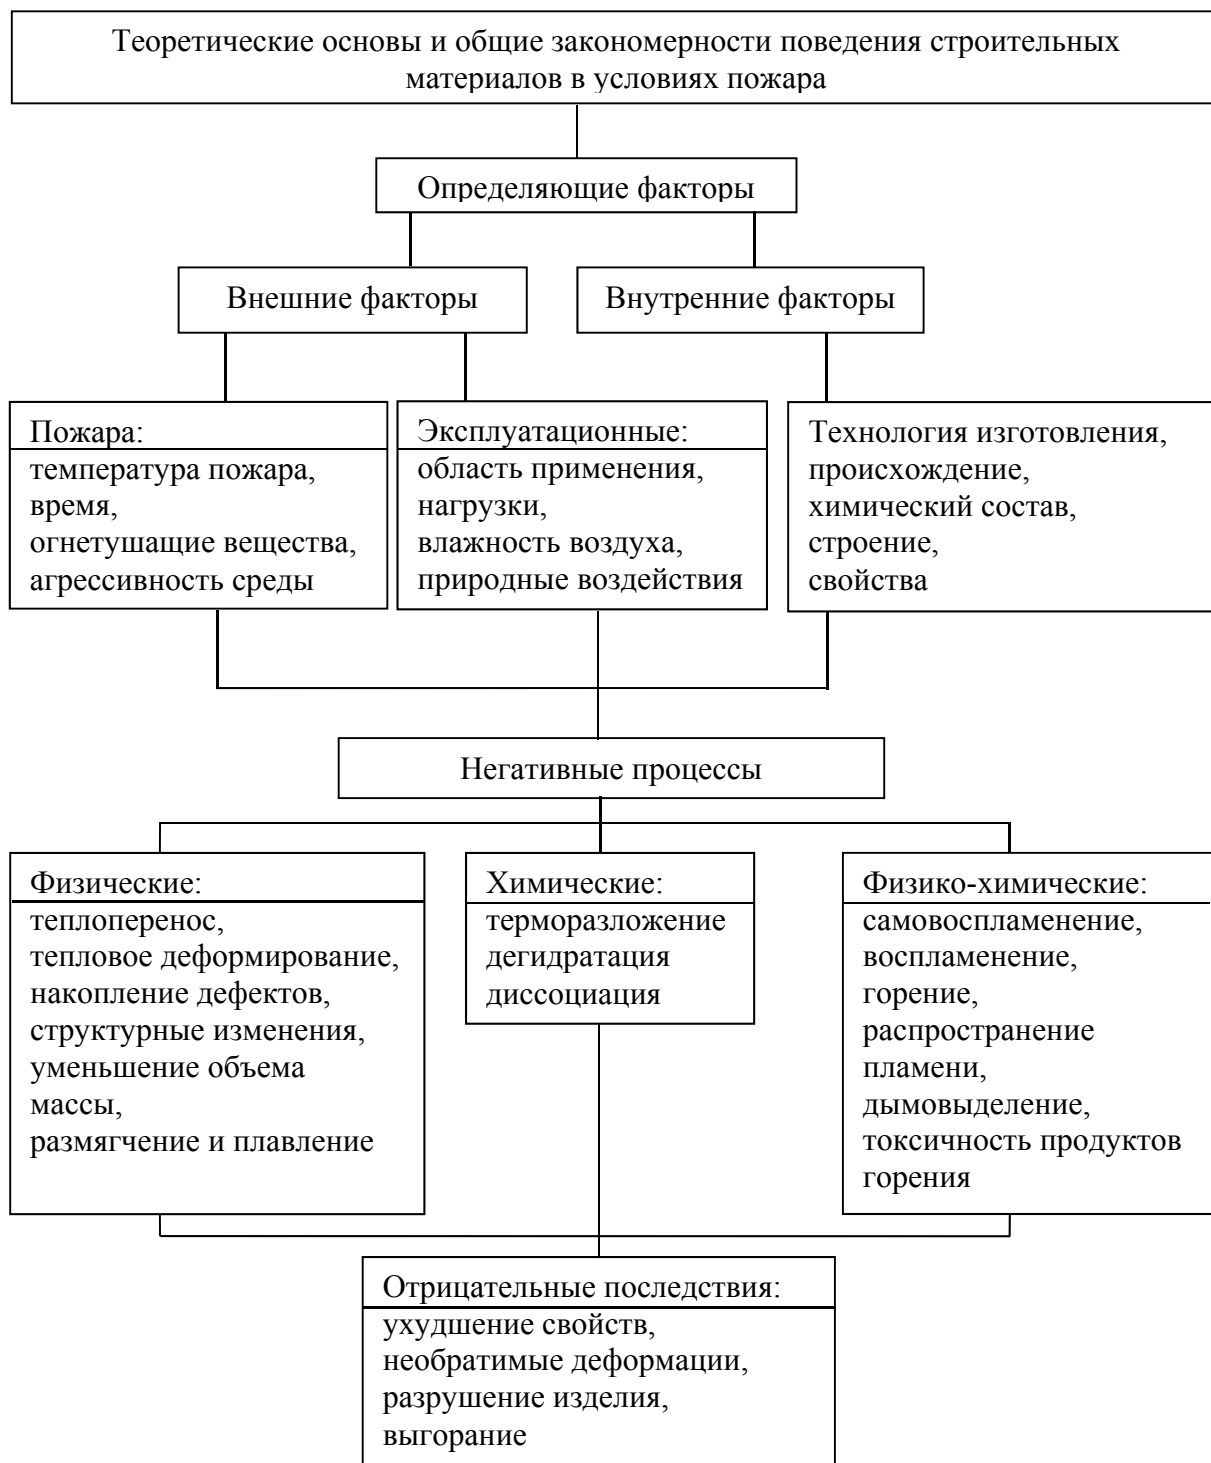 Теоретические основы и общие закономерности поведения строительных
материалов в условиях пожара
Определяющие факторы
Внешние факторы
Внутренние факторы
Пожара:
температура пожара,
время,
огнетушащие вещества,
агрессивность среды
Эксплуатационные:
область применения,
нагрузки,
влажность воздуха,
природные воздействия
Технология изготовления,
происхождение,
химический состав,
строение,
свойства
Негативные процессы
Физические:
теплоперенос,
тепловое деформирование,
накопление дефектов,
структурные изменения,
уменьшение объема
массы,
размягчение и плавление
Химические:
терморазложение
дегидратация
диссоциация
Физико-химические:
самовоспламенение,
воспламенение,
горение,
распространение
пламени,
дымовыделение,
токсичность продуктов
горения
Отрицательные последствия:
ухудшение свойств,
необратимые деформации,
разрушение изделия,
выгорание